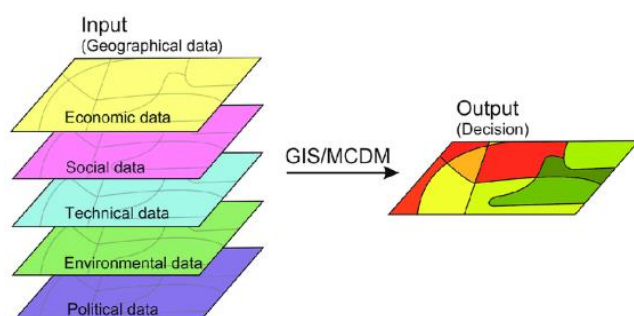 Input
(Geographical data)
Economic data
Social data
Technical data
Environmental data
Political data
GIS/MCDM
Output
(Decision)